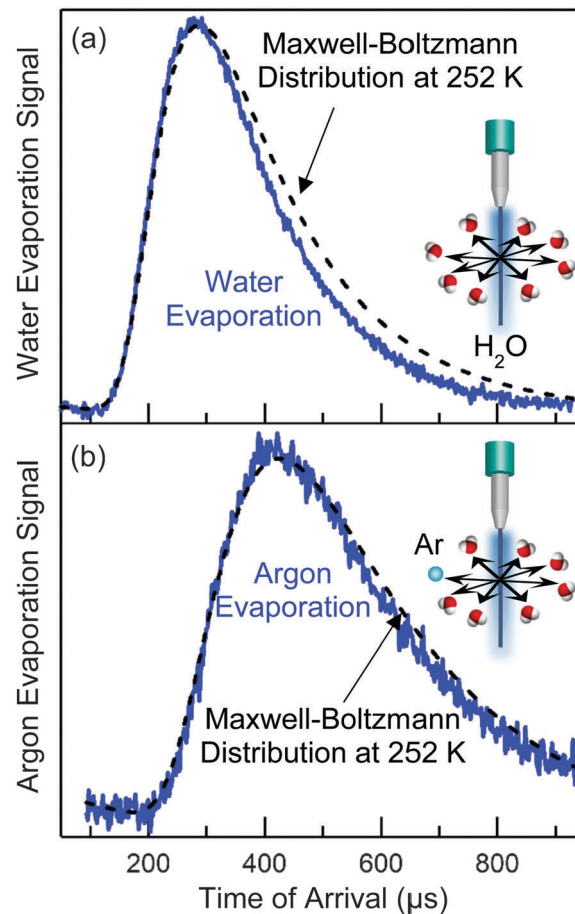 (a)
Maxwell-Boltzmann
Distribution at 252 K
Water Evaporation Signal
Water
Evaporation
H₂O
(b)
Ar
Argon Evaporation Signal
Argon
Evaporation
Maxwell-Boltzmann
Distribution at 252 K
200 400 600 800
Time of Arrival (µs)